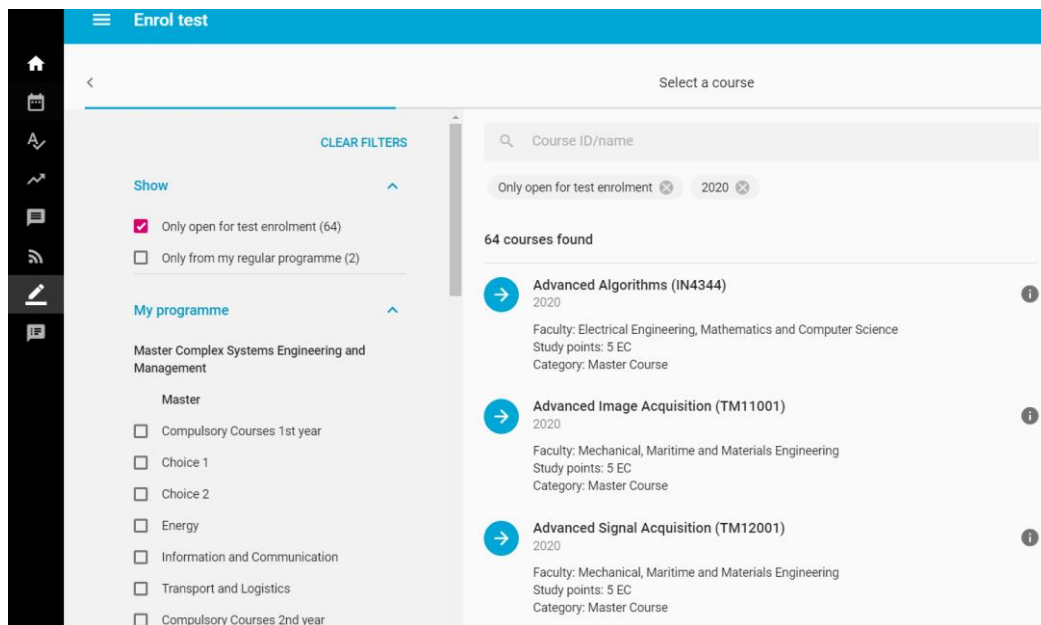 Enrol test
Select a course
CLEAR FILTERS
Show
Only open for test enrolment (64)
Only from my regular programme (2)
My programme
Master Complex Systems Engineering and
Management
Master
Compulsory Courses 1st year
Choice 1
Choice 2
Energy
Information and Communication
Transport and Logistics
Compulsory Courses 2nd year
Course ID/name
Only open for test enrolment
2020
64 courses found
Advanced Algorithms (IN4344)
2020
Faculty: Electrical Engineering, Mathematics and Computer Science
Study points: 5 EC
Category: Master Course
Advanced Image Acquisition (TM11001)
2020
Faculty: Mechanical, Maritime and Materials Engineering
Study points: 5 EC
Category: Master Course
Advanced Signal Acquisition (TM12001)
2020
Faculty: Mechanical, Maritime and Materials Engineering
Study points: 5 EC
Category: Master Course